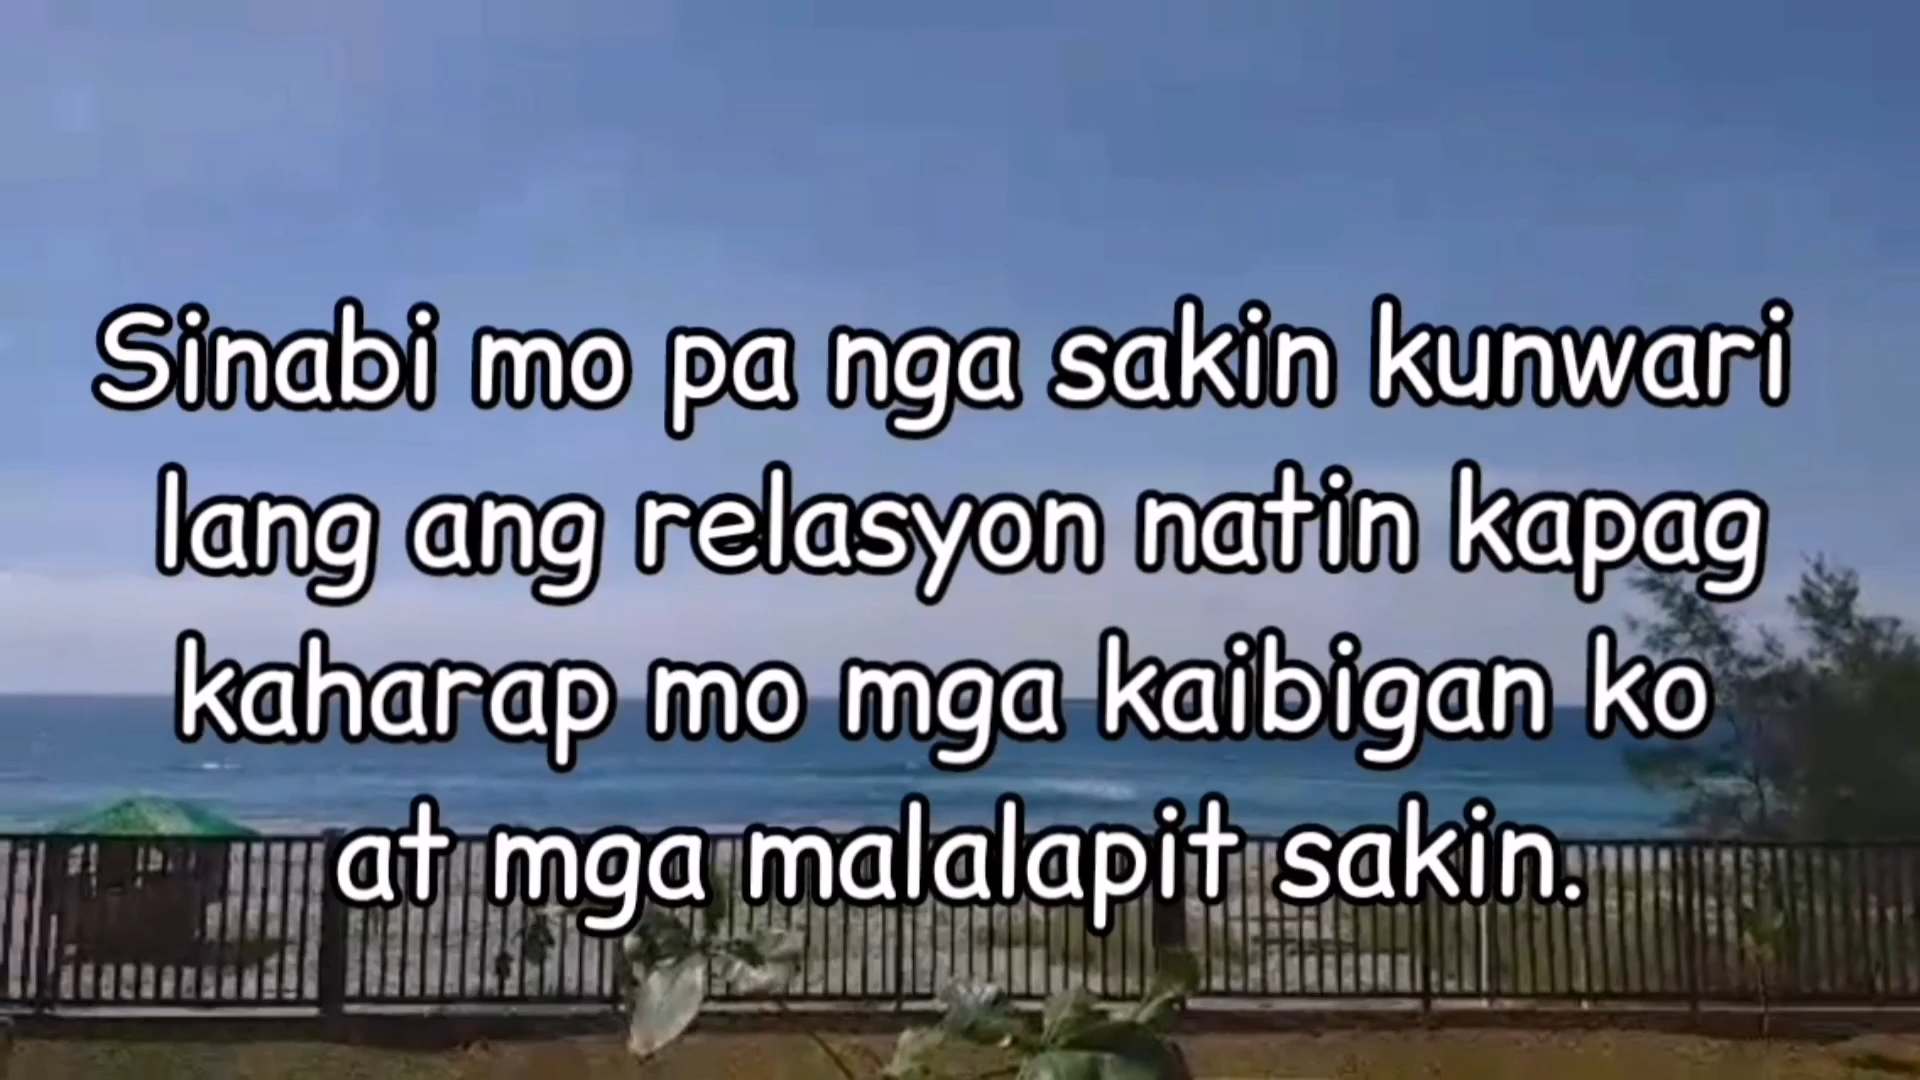 Sinabi mo pa nga sakin kunwari
lang ang relasyon natin kapag
kaharap mo mga kaibigan ko
at mga malalapit sakin.